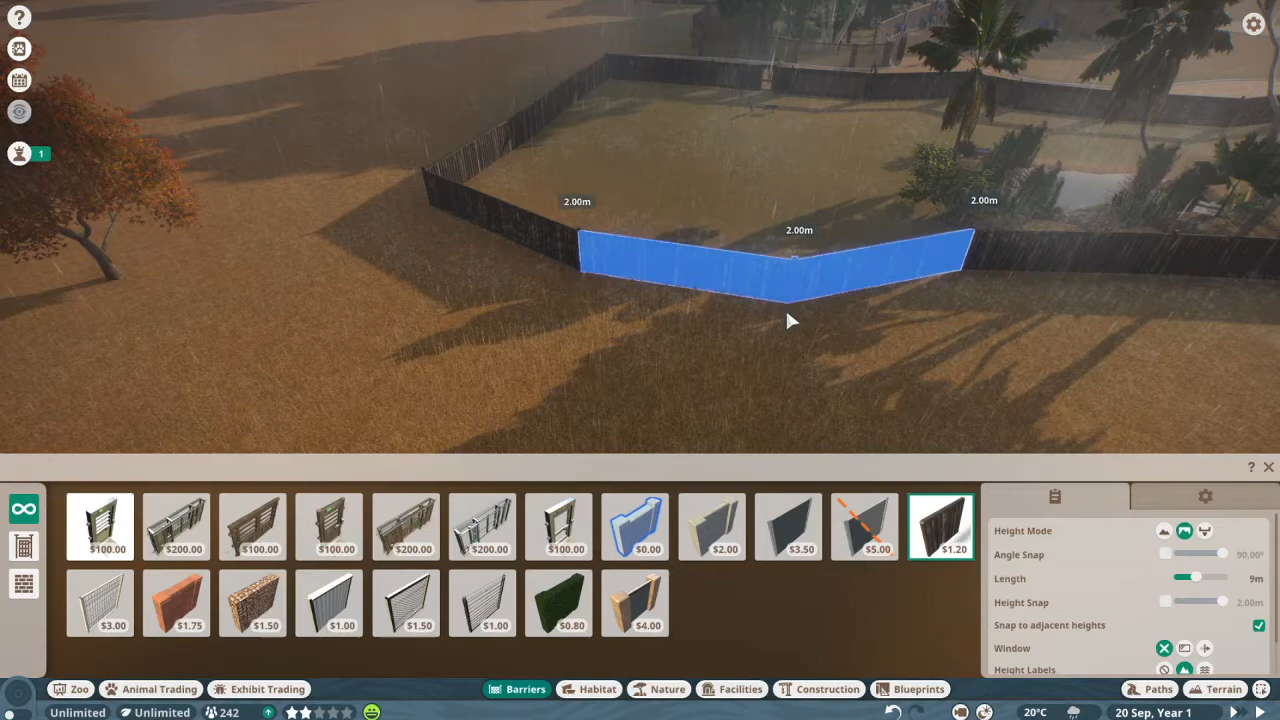 ?
1
2.00m
2.00m
2.00m
? ×
$100.00 $200.00 $100.00 $100.00 $200.00 $200.00 $100.00 $0.00 $2.00 $3.50 $5.00 $1.20
$3.00 $1.75 $1.50 $1.00 $1.50 $1.00 $0.80 $4.00
Height Mode
Angle Snap 90.00°
Length 9m
Height Snap 2.00m
Snap to adjacent heights
Window
Height Labels
Zoo Animal Trading Exhibit Trading Barriers Habitat Nature Facilities Construction Blueprints Paths Terrain
Unlimited Unlimited 242 20°C 20 Sep, Year 1